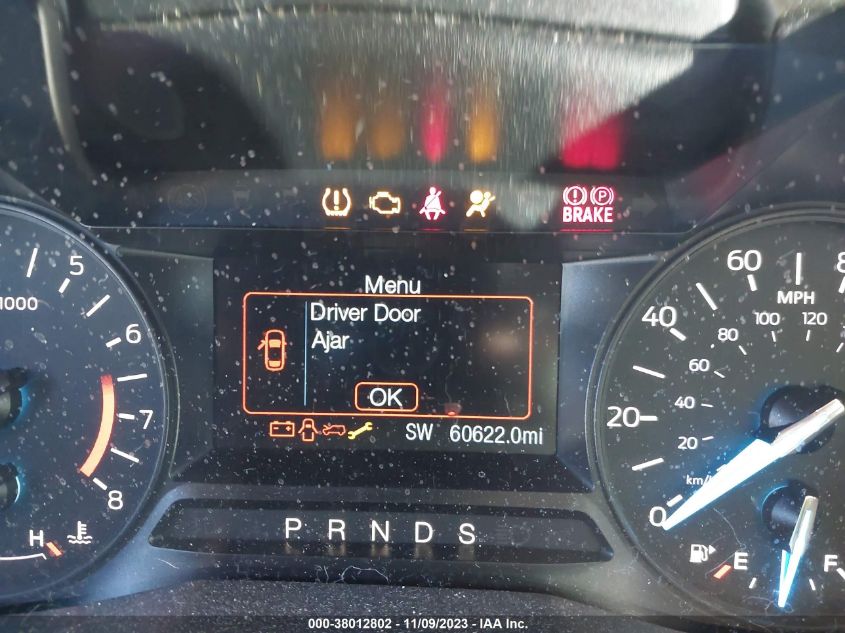 BRAKE
Menu
Driver Door
Ajar
OK
SW 60622.0mi
5
6
7
8
H
P R N D S
0
20
40
60
MPH
20
40
60
80
100
120
E
F
000-38012802 - 11/09/2023 - IAA Inc.